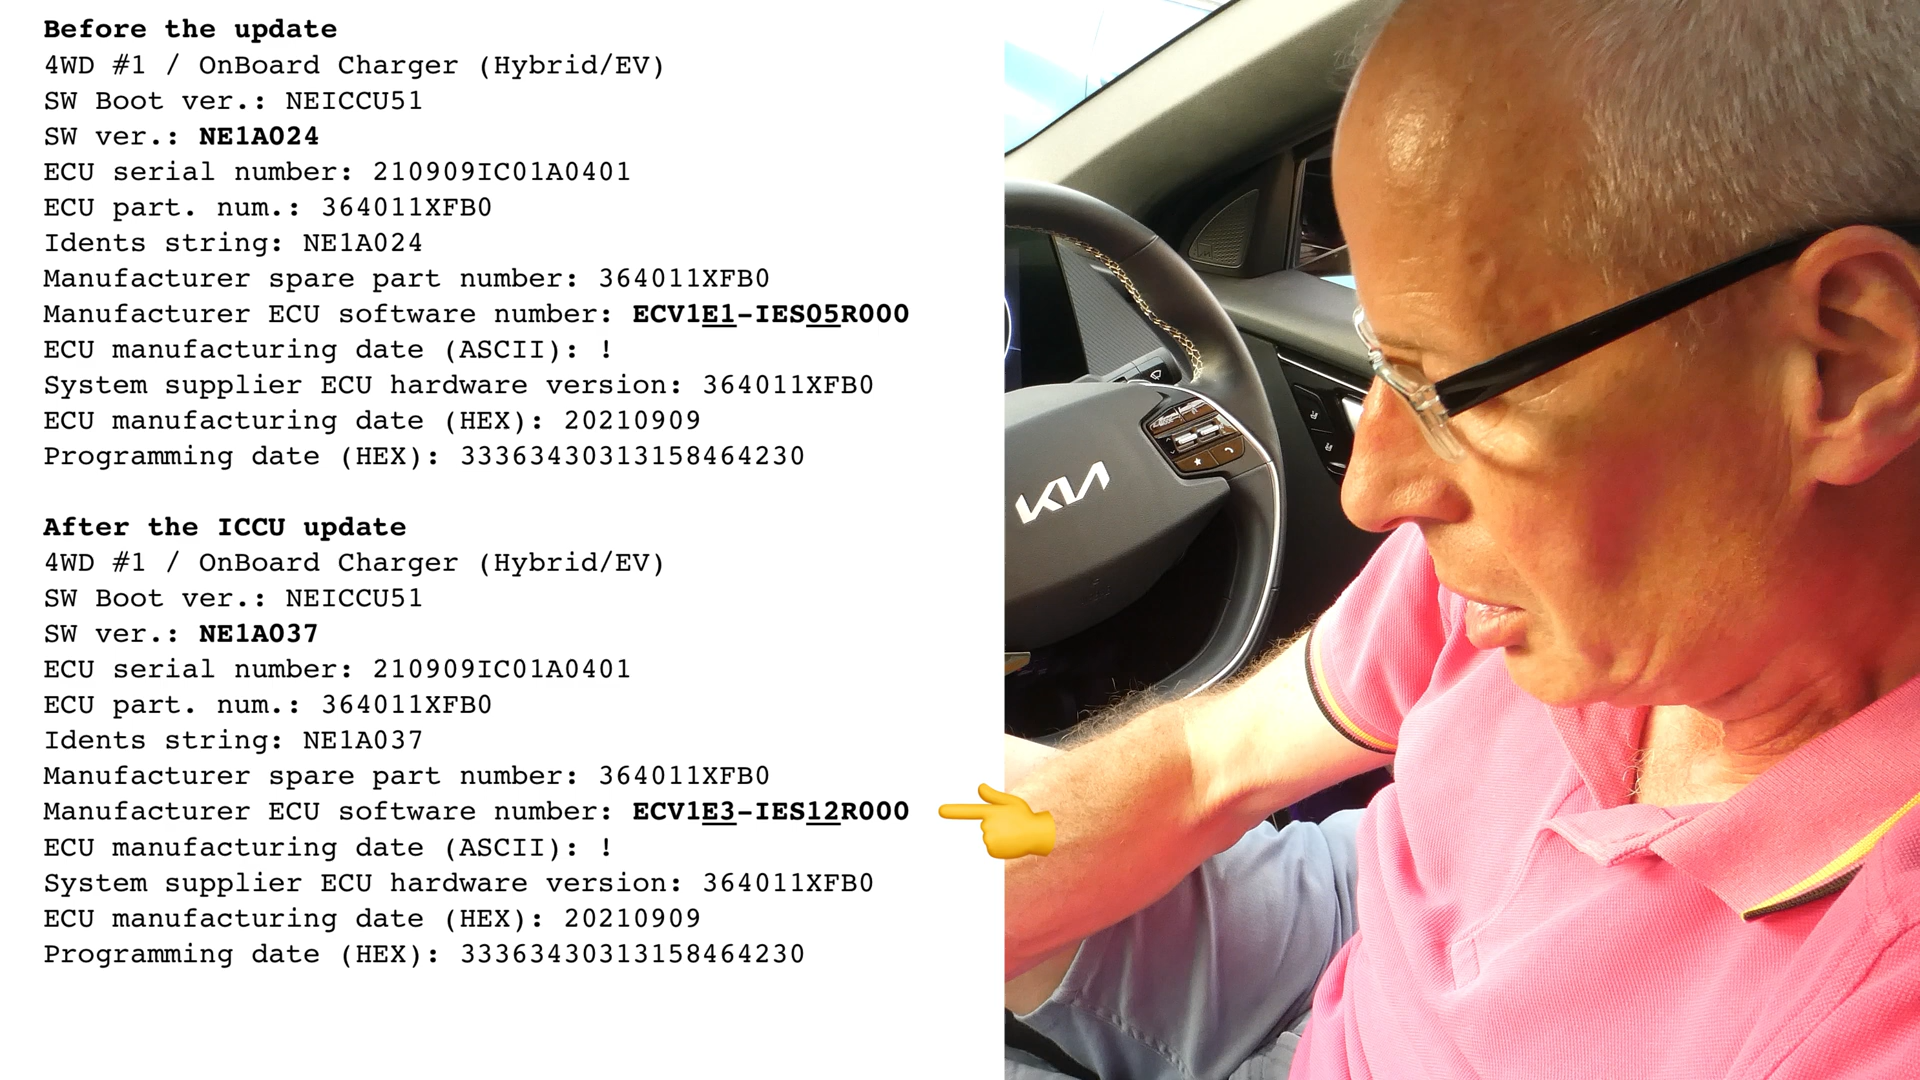 Before the update
4WD #1 / OnBoard Charger (Hybrid/EV)
SW Boot ver.: NEICCU51
SW ver.: NE1A024
ECU serial number: 210909IC01A0401
ECU part. num.: 364011XFB0
Idents string: NE1A024
Manufacturer spare part number: 364011XFB0
Manufacturer ECU software number: ECV1E1-IES05R000
ECU manufacturing date (ASCII): !
System supplier ECU hardware version: 364011XFB0
ECU manufacturing date (HEX): 20210909
Programming date (HEX): 33363430313158464230
After the ICCU update
4WD #1 / OnBoard Charger (Hybrid/EV)
SW Boot ver.: NEICCU51
SW ver.: NE1A037
ECU serial number: 210909IC01A0401
ECU part. num.: 364011XFB0
Idents string: NE1A037
Manufacturer spare part number: 364011XFB0
Manufacturer ECU software number: ECV1E3-IES12R000
ECU manufacturing date (ASCII): !
System supplier ECU hardware version: 364011XFB0
ECU manufacturing date (HEX): 20210909
Programming date (HEX): 33363430313158464230
KIA